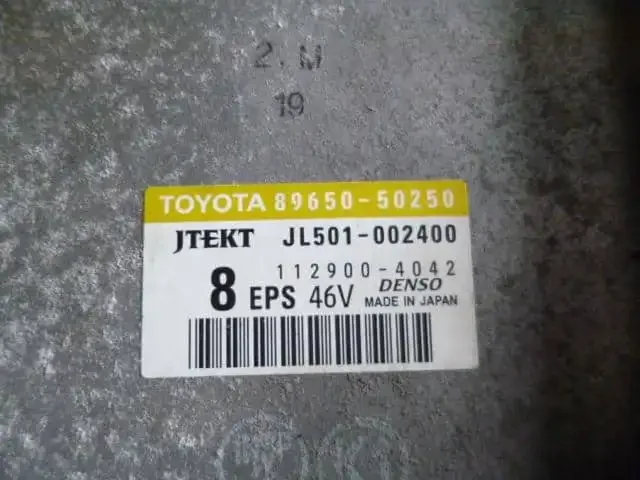 2. M
19
TOYOTA 89650-50250
JTEKT JL501-002400
112900-4042
8 EPS 46V DENSO
MADE IN JAPAN